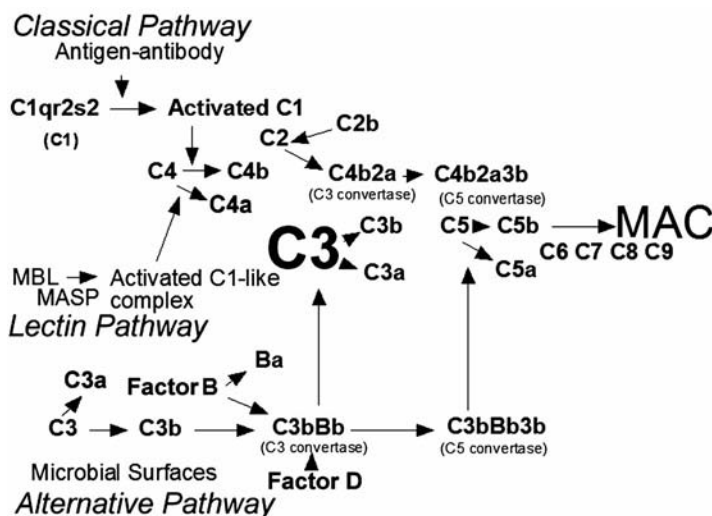 Classical Pathway
Antigen-antibody
C1qr2s2
(C1)
Activated C1
C2
C2b
C4
C4b
C4a
C4b2a
(C3 convertase)
C4b2a3b
(C5 convertase)
C3
C3b
C3a
C5
C5b
C5a
MAC
C6 C7 C8 C9
MBL
MASP
Activated C1-like
complex
Lectin Pathway
C3a
Factor B
Ba
C3
C3b
C3bBb
(C3 convertase)
C3bBb3b
(C5 convertase)
Microbial Surfaces
Factor D
Alternative Pathway